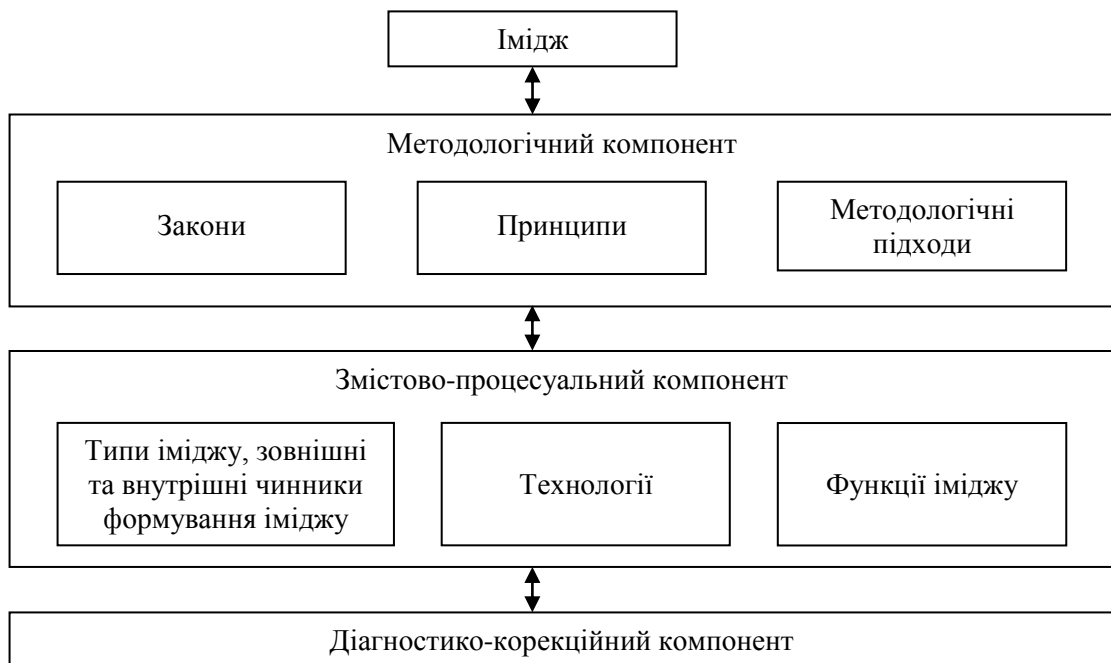 Імідж
Методологічний компонент
Закони
Принципи
Методологічні
підходи
Змістово-процесуальний компонент
Типи іміджу, зовнішні
та внутрішні чинники
формування іміджу
Технології
Функції іміджу
Діагностико-корекційний компонент